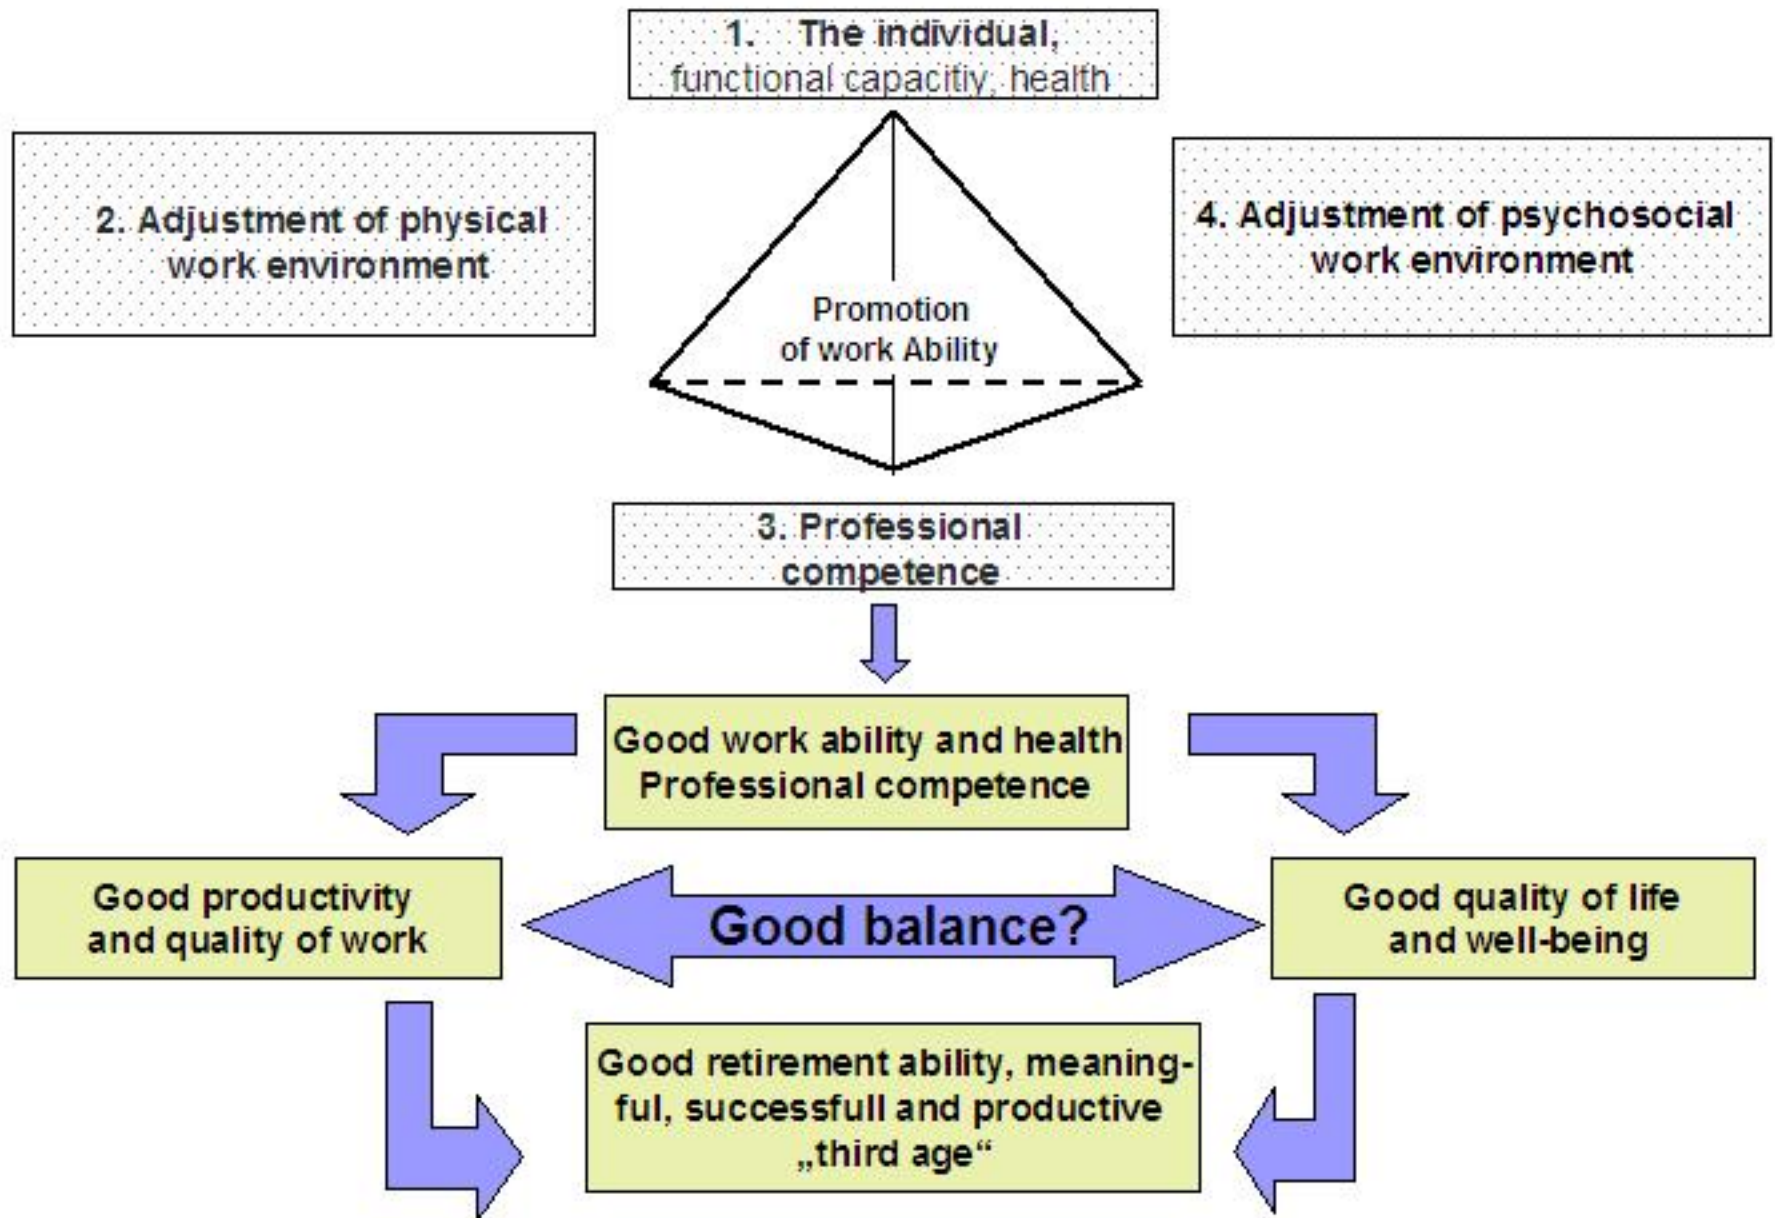 1. The individual,
functional capacitiy, health
2. Adjustment of physical
work environment
4. Adjustment of psychosocial
work environment
Promotion
of work Ability
3. Professional
competence
Good work ability and health
Professional competence
Good productivity
and quality of work
Good balance?
Good quality of life
and well-being
Good retirement ability, meaning-
ful, successfull and productive
„third age“